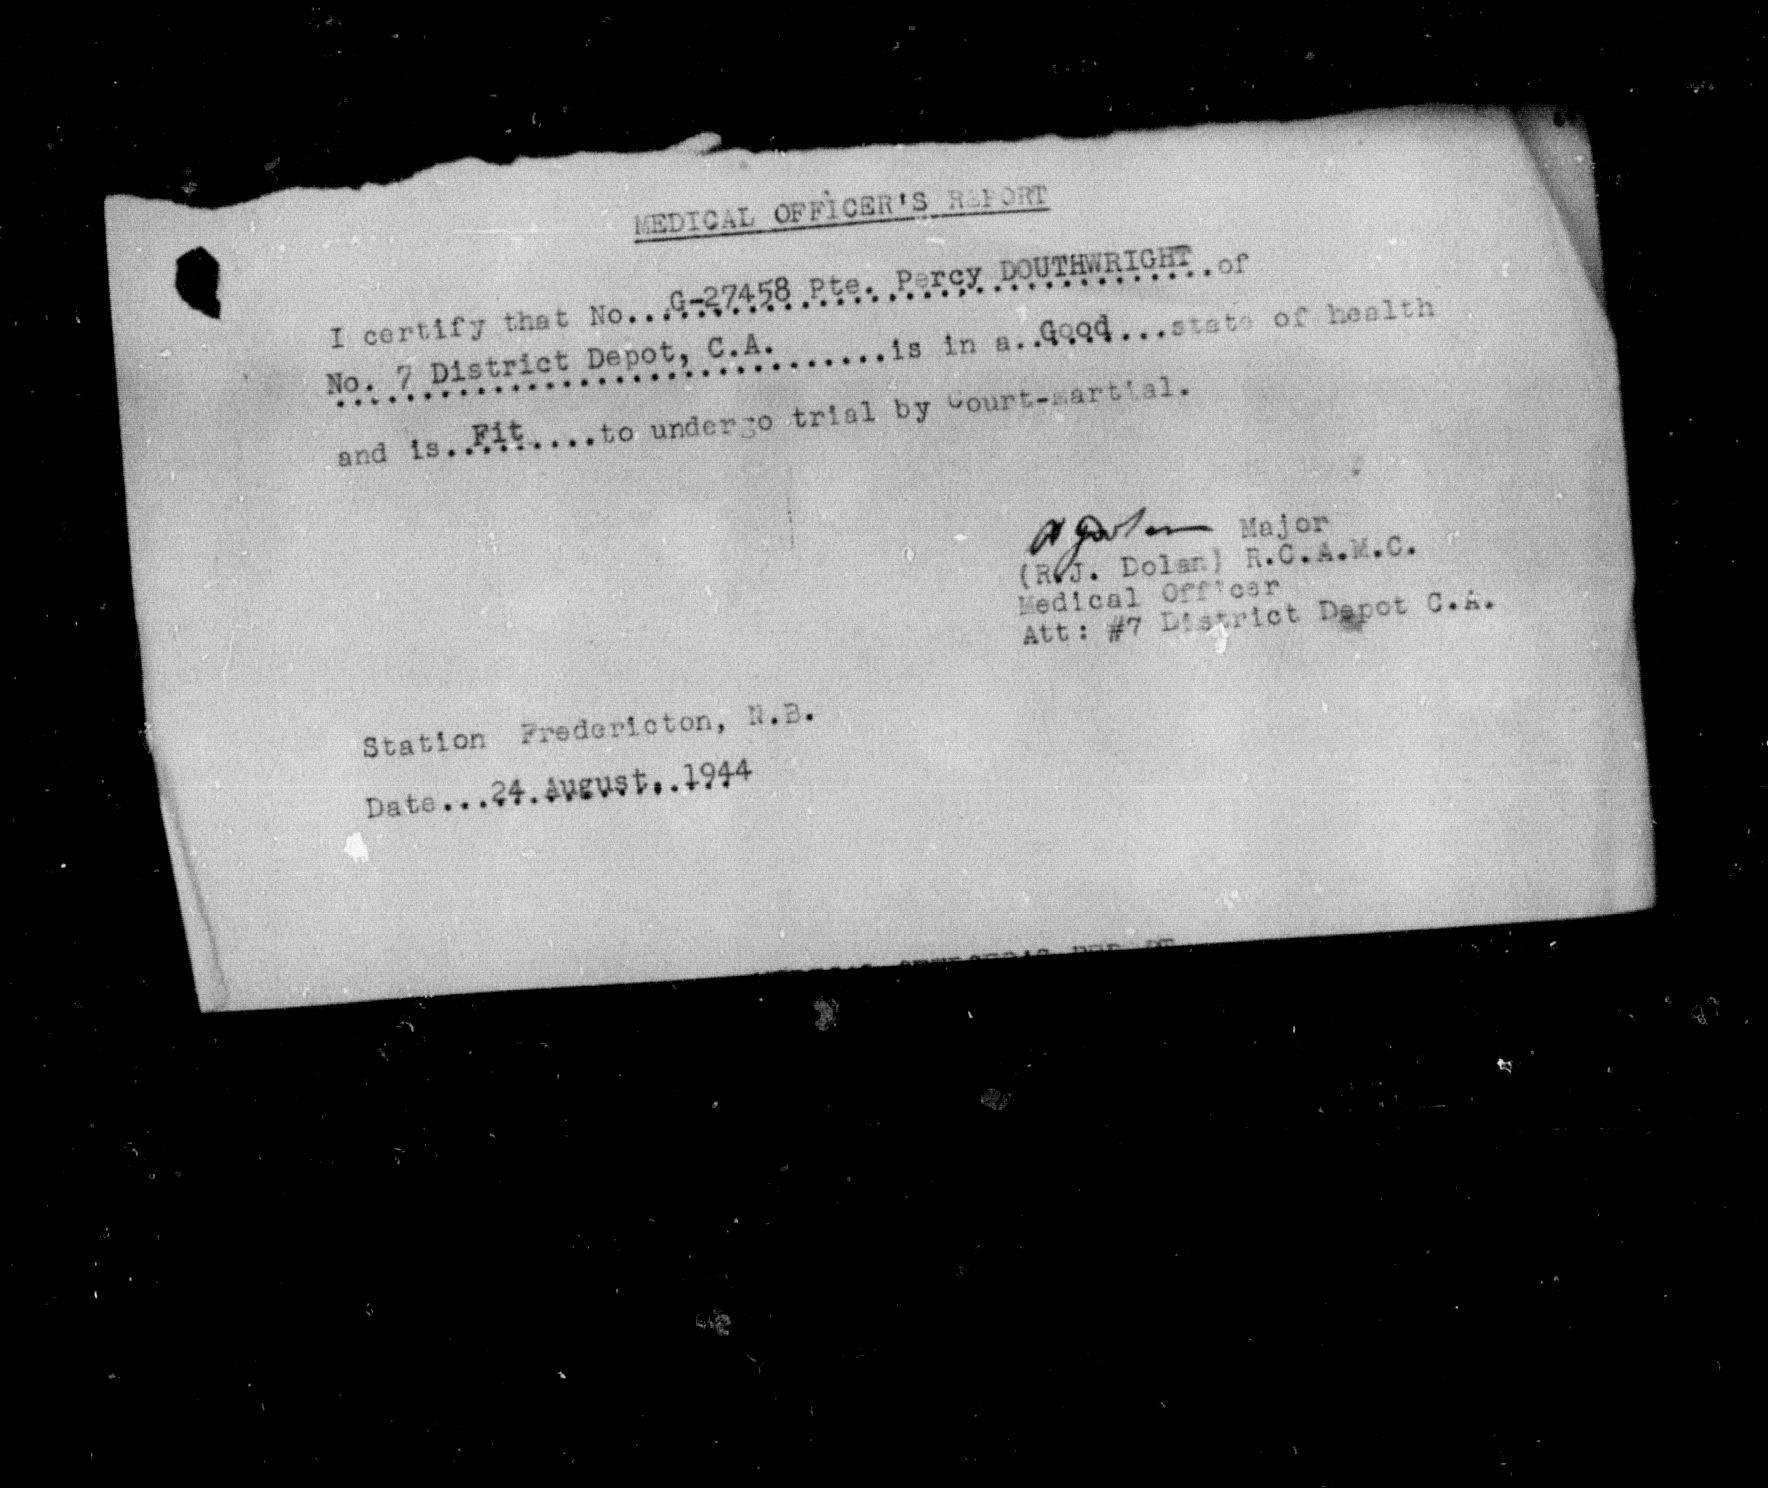 MEDICAL OFFICER'S REPORT
I certify that No...G-27458 Pte. Percy DOUTHWRIGHT..of
No. 7 District Depot, C.A.......is in a..Good...state of health
and is..Fit....to undergo trial by Court-martial.
Major
(R.J. Dolan) R.C.A.M.C.
Medical Officer
Att: #7 District Depot C.A.
Station Fredericton, N.B.
Date...24.August,.1944